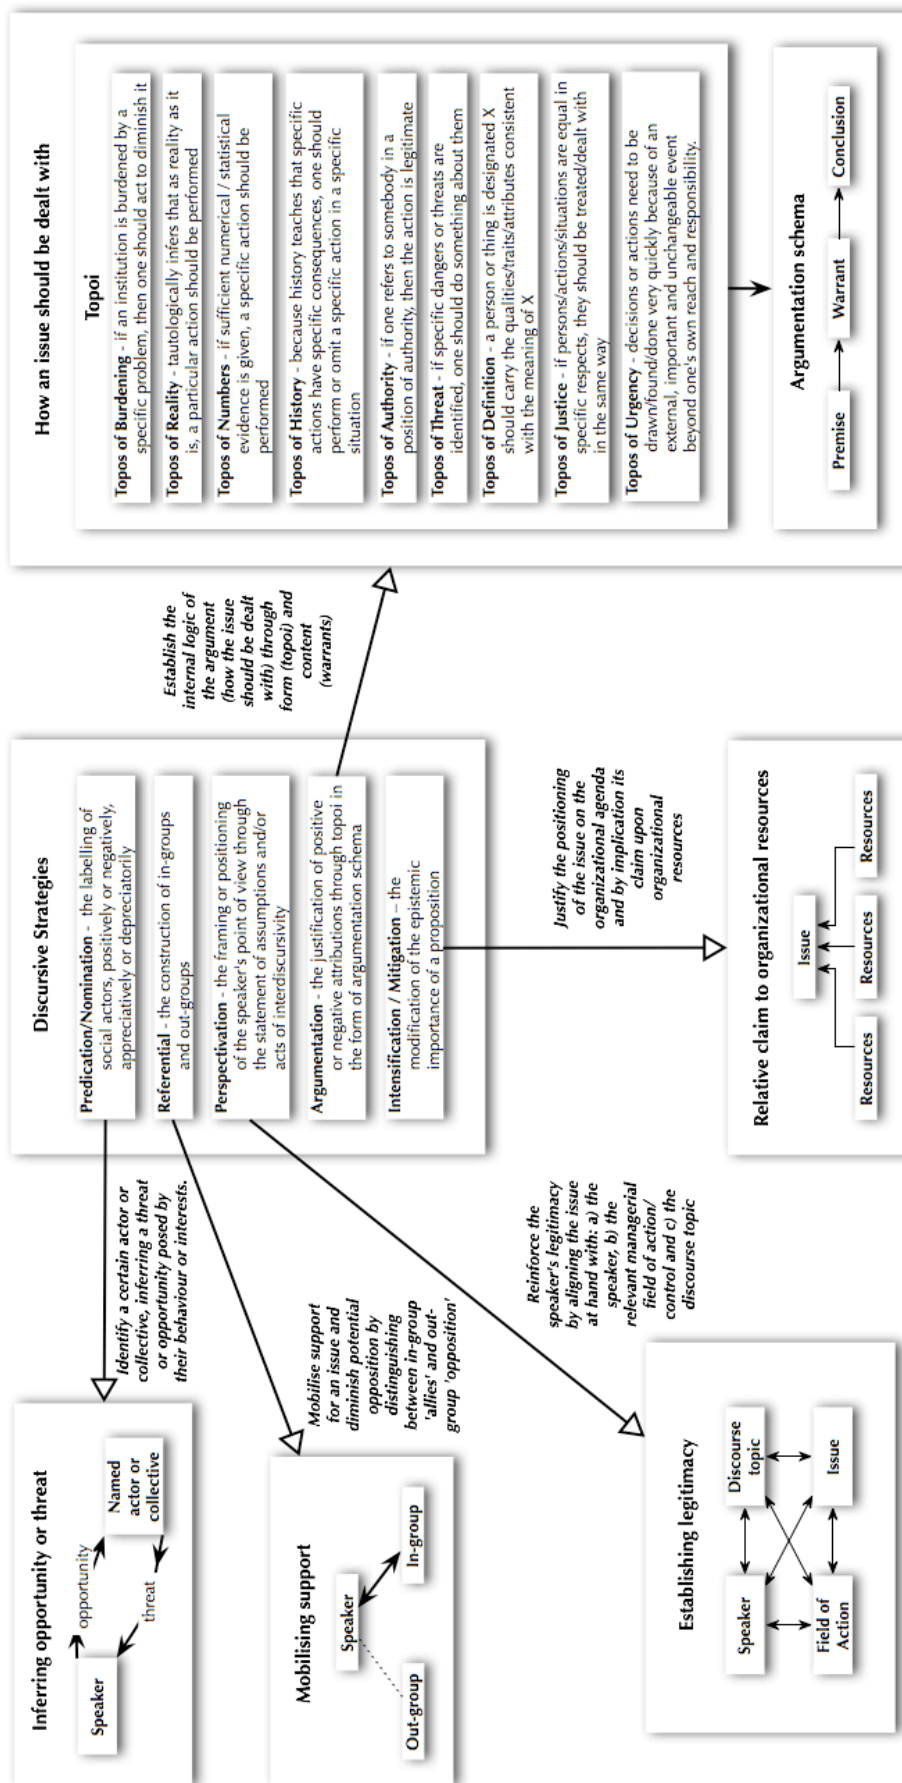 Inferring opportunity or threat
Speaker
opportunity
threat
Named
actor or
collective
Identify a certain actor or
collective, inferring a threat
or opportunity posed by
their behaviour or interests.
Mobilising support
Speaker
Out-group
In-group
Mobilise support
for an issue and
diminish potential
opposition by
distinguishing
between in-group
'allies' and out-
group 'opposition'
Establishing legitimacy
Speaker
Discourse
topic
Field of
Action
Issue
Reinforce the
speaker's legitimacy
by aligning the issue
at hand with: a) the
speaker, b) the
relevant managerial
field of action/
control and c) the
discourse topic
Discursive Strategies
Predication/Nomination - the labelling of
social actors, positively or negatively,
appreciatively or depreciatorily
Referential - the construction of in-groups
and out-groups
Perspectivation - the framing or positioning
of the speaker's point of view through
the statement of assumptions and/or
acts of interdiscursivity
Argumentation - the justification of positive
or negative attributions through topoi in
the form of argumentation schema
Intensification / Mitigation – the
modification of the epistemic
importance of a proposition
Justify the positioning
of the issue on the
organizational agenda
and by implication its
claim upon
organizational
resources
Relative claim to organizational resources
Issue
Resources
Resources
Resources
Establish the
internal logic of
the argument
(how the issue
should be dealt
with) through
form (topoi) and
content
(warrants)
How an issue should be dealt with
Topoi
Topos of Burdening - if an institution is burdened by a
specific problem, then one should act to diminish it
Topos of Reality - tautologically infers that as reality as it
is, a particular action should be performed
Topos of Numbers - if sufficient numerical / statistical
evidence is given, a specific action should be
performed
Topos of History - because history teaches that specific
actions have specific consequences, one should
perform or omit a specific action in a specific
situation
Topos of Authority - if one refers to somebody in a
position of authority, then the action is legitimate
Topos of Threat - if specific dangers or threats are
identified, one should do something about them
Topos of Definition - a person or thing is designated X
should carry the qualities/traits/attributes consistent
with the meaning of X
Topos of Justice - if persons/actions/situations are equal in
specific respects, they should be treated/dealt with
in the same way
Topos of Urgency - decisions or actions need to be
drawn/found/done very quickly because of an
external, important and unchangeable event
beyond one's own reach and responsibility.
Argumentation schema
Premise
Warrant
Conclusion